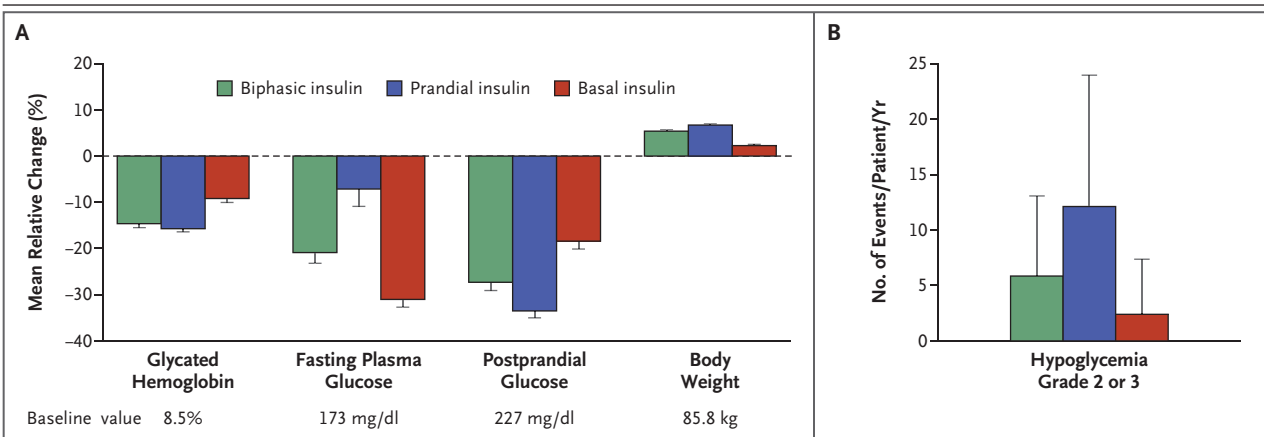 A
Mean Relative Change (%)
20
10
0
–10
–20
–30
–40
Biphasic insulin Prandial insulin Basal insulin
Glycated
Hemoglobin
Fasting Plasma
Glucose
Postprandial
Glucose
Body
Weight
Baseline value 8.5% 173 mg/dl 227 mg/dl 85.8 kg
B
No. of Events/Patient/Yr
25
20
15
10
5
0
Hypoglycemia
Grade 2 or 3